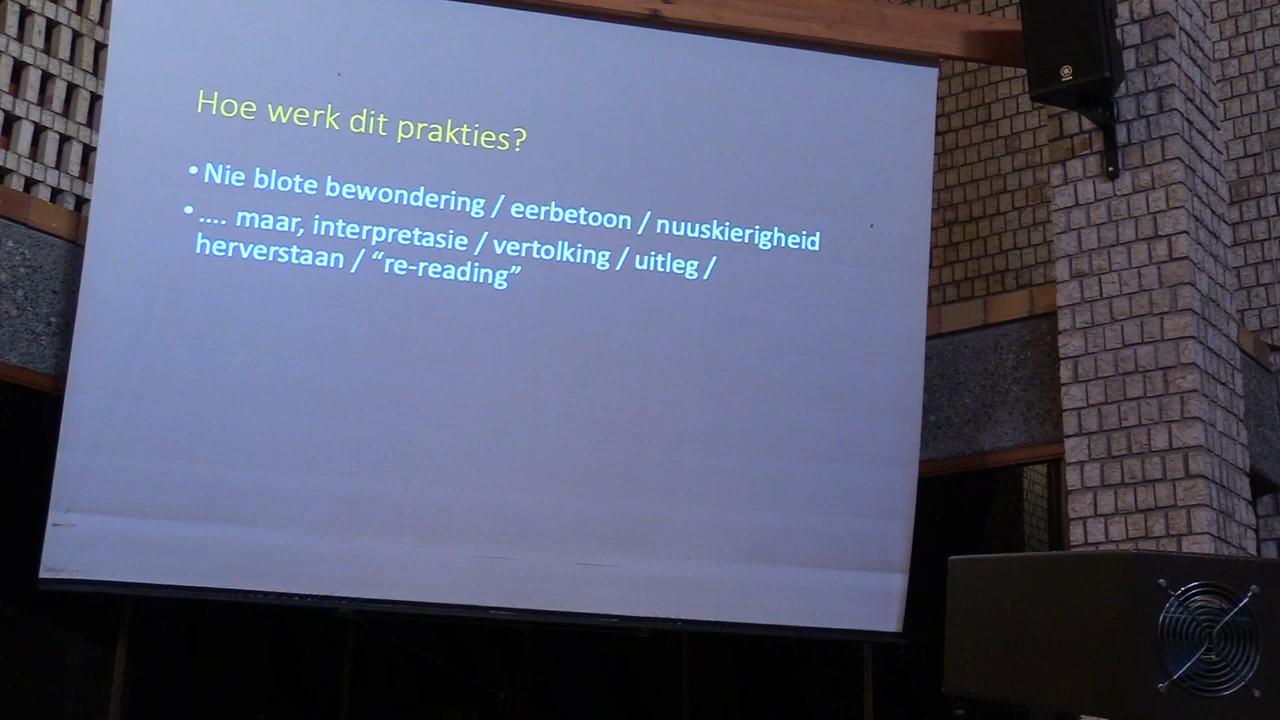 Hoe werk dit prakties?
• Nie blote bewondering / eerbetoon / nuuskierigheid
• .... maar, interpretasie / vertolking / uitleg /
herverstaan / “re-reading”